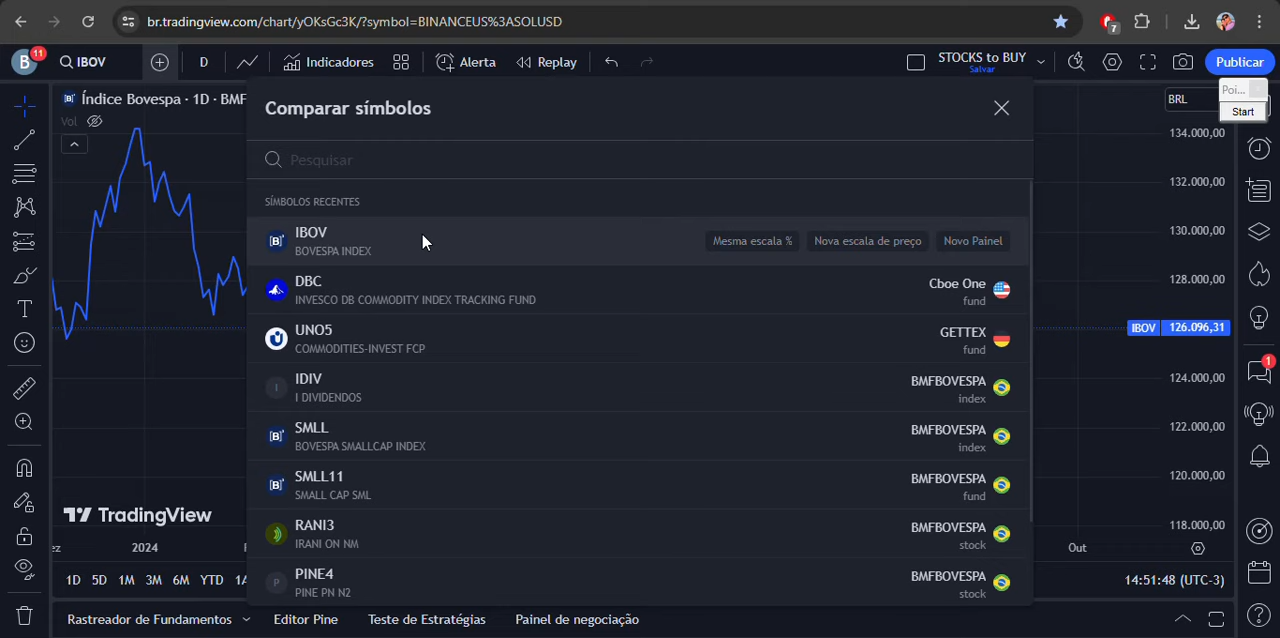 br.tradingview.com/chart/yOKsGc3K/?symbol=BINANCEUS%3ASOLUSD
7
B
11
IBOV
D
Indicadores
Alerta
Replay
STOCKS to BUY
Salvar
Publicar
Índice Bovespa · 1D · BMF
Vol
Comparar símbolos
Pesquisar
SÍMBOLOS RECENTES
IBOV
BOVESPA INDEX
Mesma escala %
Nova escala de preço
Novo Painel
DBC
INVESCO DB COMMODITY INDEX TRACKING FUND
Cboe One
fund
UNO5
COMMODITIES-INVEST FCP
GETTEX
fund
I
IDIV
I DIVIDENDOS
BMFBOVESPA
index
SMLL
BOVESPA SMALLCAP INDEX
BMFBOVESPA
index
SMLL11
SMALL CAP SML
BMFBOVESPA
fund
RANI3
IRANI ON NM
BMFBOVESPA
stock
P
PINE4
PINE PN N2
BMFBOVESPA
stock
BRL
Poi...
Start
134.000,00
132.000,00
130.000,00
128.000,00
IBOV 126.096,31
124.000,00
122.000,00
120.000,00
118.000,00
1
TradingView
ez
2024
Out
1D 5D 1M 3M 6M YTD 1A
14:51:48 (UTC-3)
Rastreador de Fundamentos
Editor Pine
Teste de Estratégias
Painel de negociação